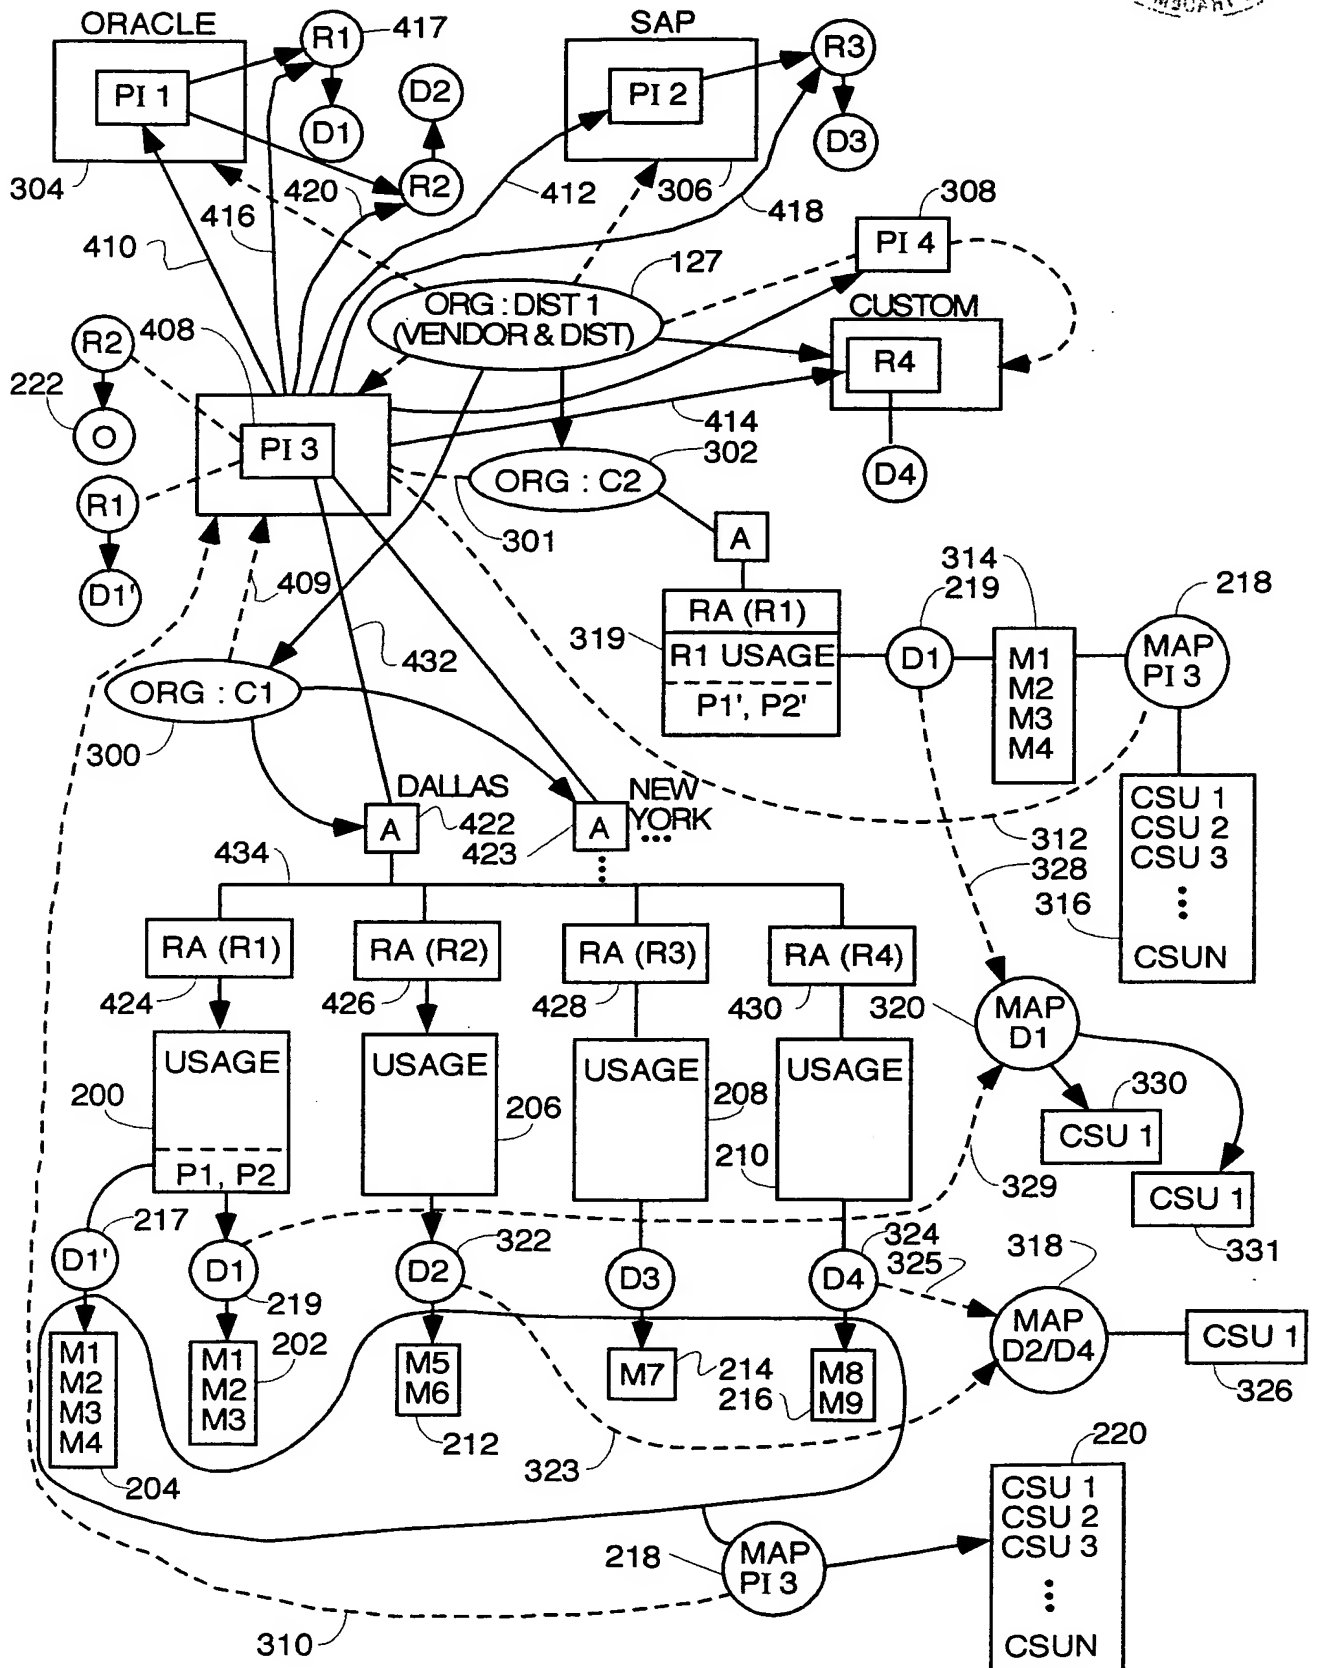 ORACLE
R1
417
SAP
R3
PI 1
D2
PI 2
D1
D3
304
R2
420
412
306
418
308
416
410
PI 4
127
ORG : DIST 1
(VENDOR & DIST)
CUSTOM
408
R2
R4
222
O
PI 3
414
302
ORG : C2
D4
R1
301
A
314
219
218
409
D1'
RA (R1)
319
R1 USAGE
P1', P2'
D1
M1
M2
M3
M4
MAP
PI 3
432
ORG : C1
300
DALLAS
NEW
YORK
...
A
422
A
423
CSU 1
CSU 2
CSU 3
CSUN
312
328
316
434
RA (R1)
RA (R2)
RA (R3)
RA (R4)
424
426
428
430
320
MAP
D1
USAGE
USAGE
USAGE
USAGE
330
CSU 1
200
206
208
210
P1, P2
329
CSU 1
331
217
322
324
325
318
D1'
D1
D2
D3
D4
219
MAP
D2/D4
CSU 1
326
M1
M2
M3
M4
M1
M2
M3
202
M5
M6
M7
214
216
M8
M9
212
323
204
220
CSU 1
CSU 2
CSU 3
CSUN
218
MAP
PI 3
310